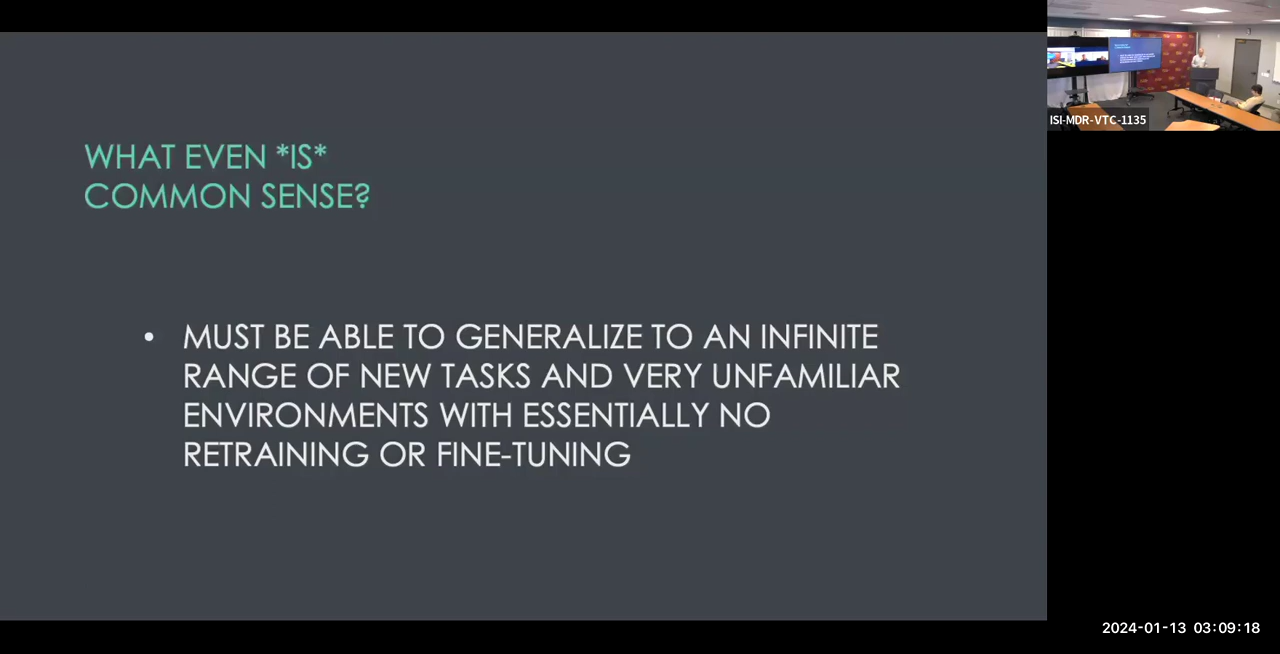 WHAT EVEN *IS*
COMMON SENSE?
• MUST BE ABLE TO GENERALIZE TO AN INFINITE
RANGE OF NEW TASKS AND VERY UNFAMILIAR
ENVIRONMENTS WITH ESSENTIALLY NO
RETRAINING OR FINE-TUNING
ISI-MDR-VTC-1135
2024-01-13 03:09:18